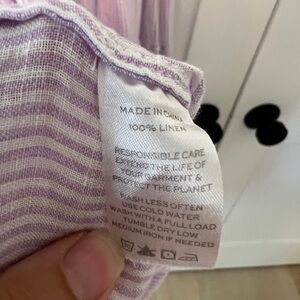 MADE IN CHINA
100% LINEN
RESPONSIBLE CARE
EXTEND THE LIFE OF
YOUR GARMENT &
PROTECT THE PLANET
WASH LESS OFTEN
USE COLD WATER
WASH WITH A FULL LOAD
TUMBLE DRY LOW
MEDIUM IRON IF NEEDED